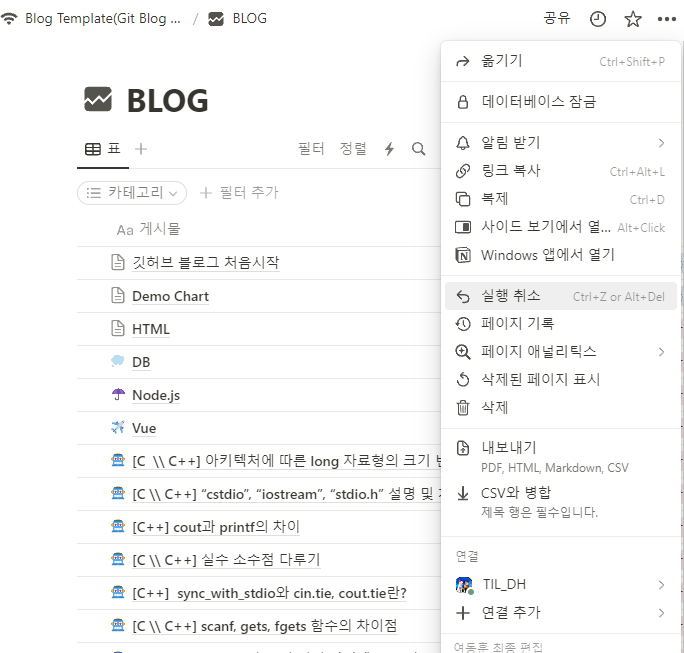 Blog Template(Git Blog ... / BLOG
공유
BLOG
표
필터 정렬
카테고리
필터 추가
Aa 게시물
깃허브 블로그 처음시작
Demo Chart
HTML
DB
Node.js
Vue
[C \\ C++] 아키텍처에 따른 long 자료형의 크기
[C \\ C++] “cstdio”, “iostream”, “stdio.h” 설명 및
[C++] cout과 printf의 차이
[C \\ C++] 실수 소수점 다루기
[C++] sync_with_stdio와 cin.tie, cout.tie란?
[C \\ C++] scanf, gets, fgets 함수의 차이점
옮기기 Ctrl+Shift+P
데이터베이스 잠금
알림 받기
링크 복사 Ctrl+Alt+L
복제 Ctrl+D
사이드 보기에서 열... Alt+Click
Windows 앱에서 열기
실행 취소 Ctrl+Z or Alt+Del
페이지 기록
페이지 애널리틱스
삭제된 페이지 표시
삭제
내보내기
PDF, HTML, Markdown, CSV
CSV와 병합
제목 행은 필수입니다.
연결
TIL_DH
연결 추가
여동훈 최종 편집